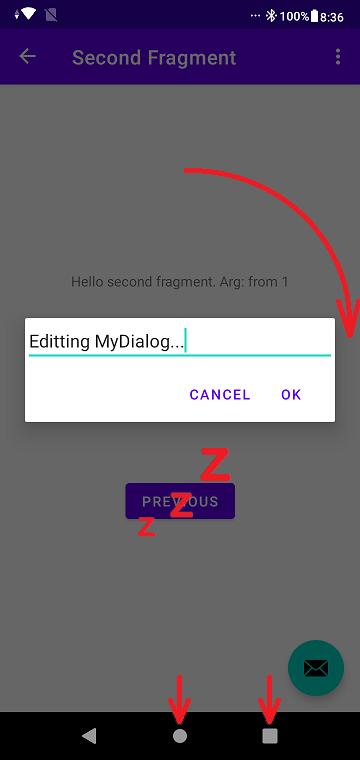 100% 8:36
Second Fragment
Hello second fragment. Arg: from 1
Editting MyDialog...
CANCEL OK
Z
PREVIOUS
Z
Z